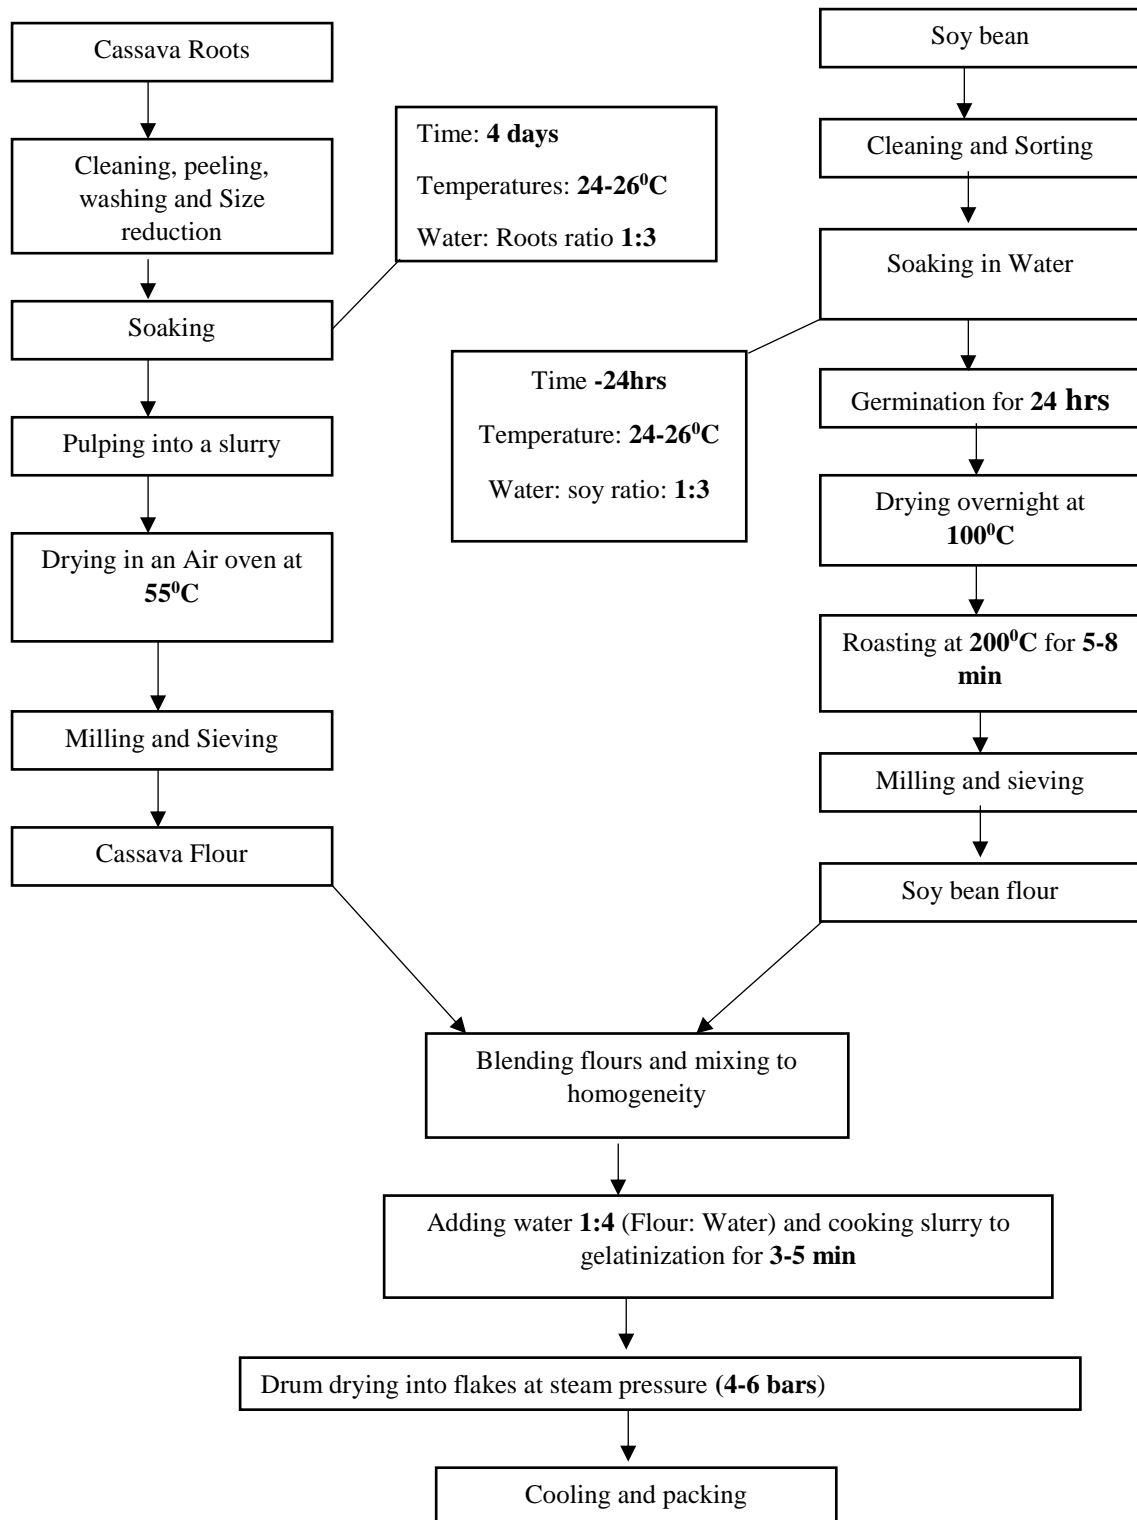 Cassava Roots
Cleaning, peeling,
washing and Size
reduction
Time: 4 days
Temperatures: 24-26⁰C
Water: Roots ratio 1:3
Soaking
Pulping into a slurry
Drying in an Air oven at
55⁰C
Milling and Sieving
Cassava Flour
Soy bean
Cleaning and Sorting
Soaking in Water
Time -24hrs
Temperature: 24-26⁰C
Water: soy ratio: 1:3
Germination for 24 hrs
Drying overnight at
100⁰C
Roasting at 200⁰C for 5-8
min
Milling and sieving
Soy bean flour
Blending flours and mixing to
homogeneity
Adding water 1:4 (Flour: Water) and cooking slurry to
gelatinization for 3-5 min
Drum drying into flakes at steam pressure (4-6 bars)
Cooling and packing